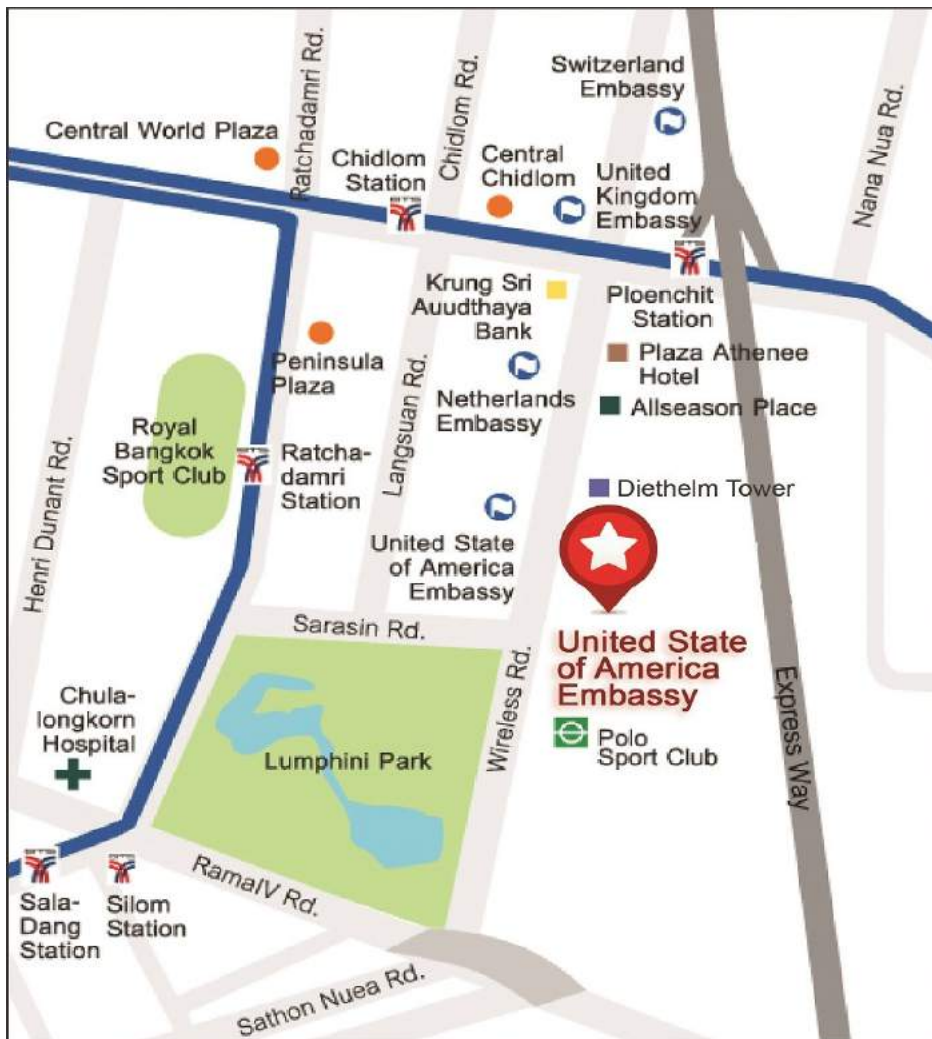 Switzerland
Embassy
Ratchadamri Rd.
Chidlom Rd.
Nana Nua Rd.
Central World Plaza
Chidlom
Station
Central
Chidlom
United
Kingdom
Embassy
Krung Sri
Auudthaya
Bank
Ploenchit
Station
Peninsula
Plaza
Plaza Athenee
Hotel
Netherlands
Embassy
Allseason Place
Langsuan Rd.
Royal
Bangkok
Sport Club
Ratcha-
damri
Station
Henri Dunant Rd.
Diethelm Tower
United State
of America
Embassy
Sarasin Rd.
United State
of America
Embassy
Wireless Rd.
Express Way
Chula-
longkorn
Hospital
Lumphini Park
Polo
Sport Club
RamaIV Rd.
Sala-
Dang
Station
Silom
Station
Sathon Nuea Rd.